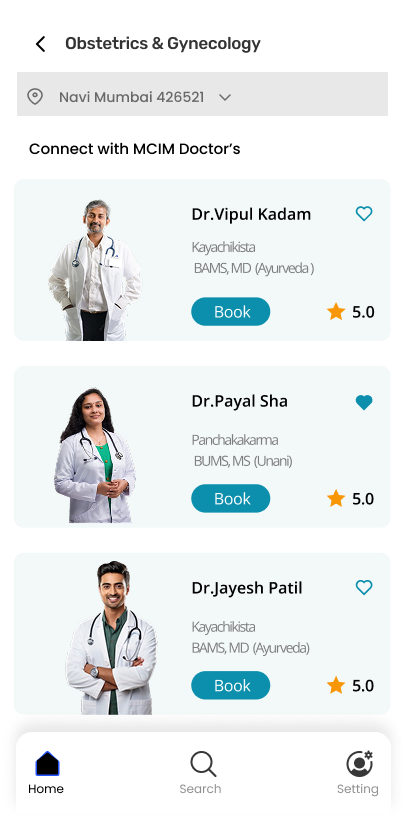 Obstetrics & Gynecology
Navi Mumbai 426521
Connect with MCIM Doctor's
Dr.Vipul Kadam
Kayachikista
BAMS, MD (Ayurveda )
Book
5.0
Dr.Payal Sha
Panchakakarma
BUMS, MS (Unani)
Book
5.0
Dr.Jayesh Patil
Kayachikista
BAMS, MD (Ayurveda)
Book
5.0
Home
Search
Setting